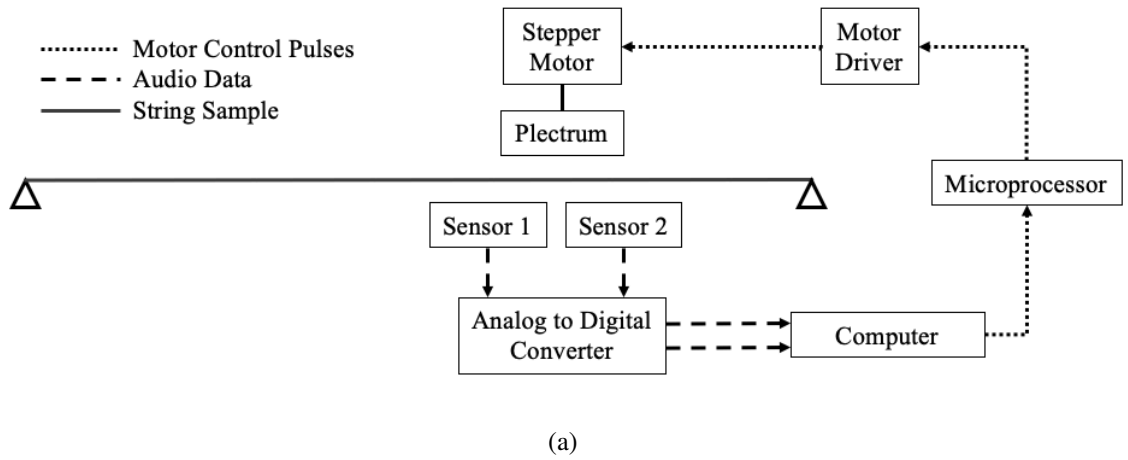 Motor Control Pulses
Audio Data
String Sample
Stepper
Motor
Plectrum
Motor
Driver
Microprocessor
Sensor 1
Sensor 2
Analog to Digital
Converter
Computer
(a)